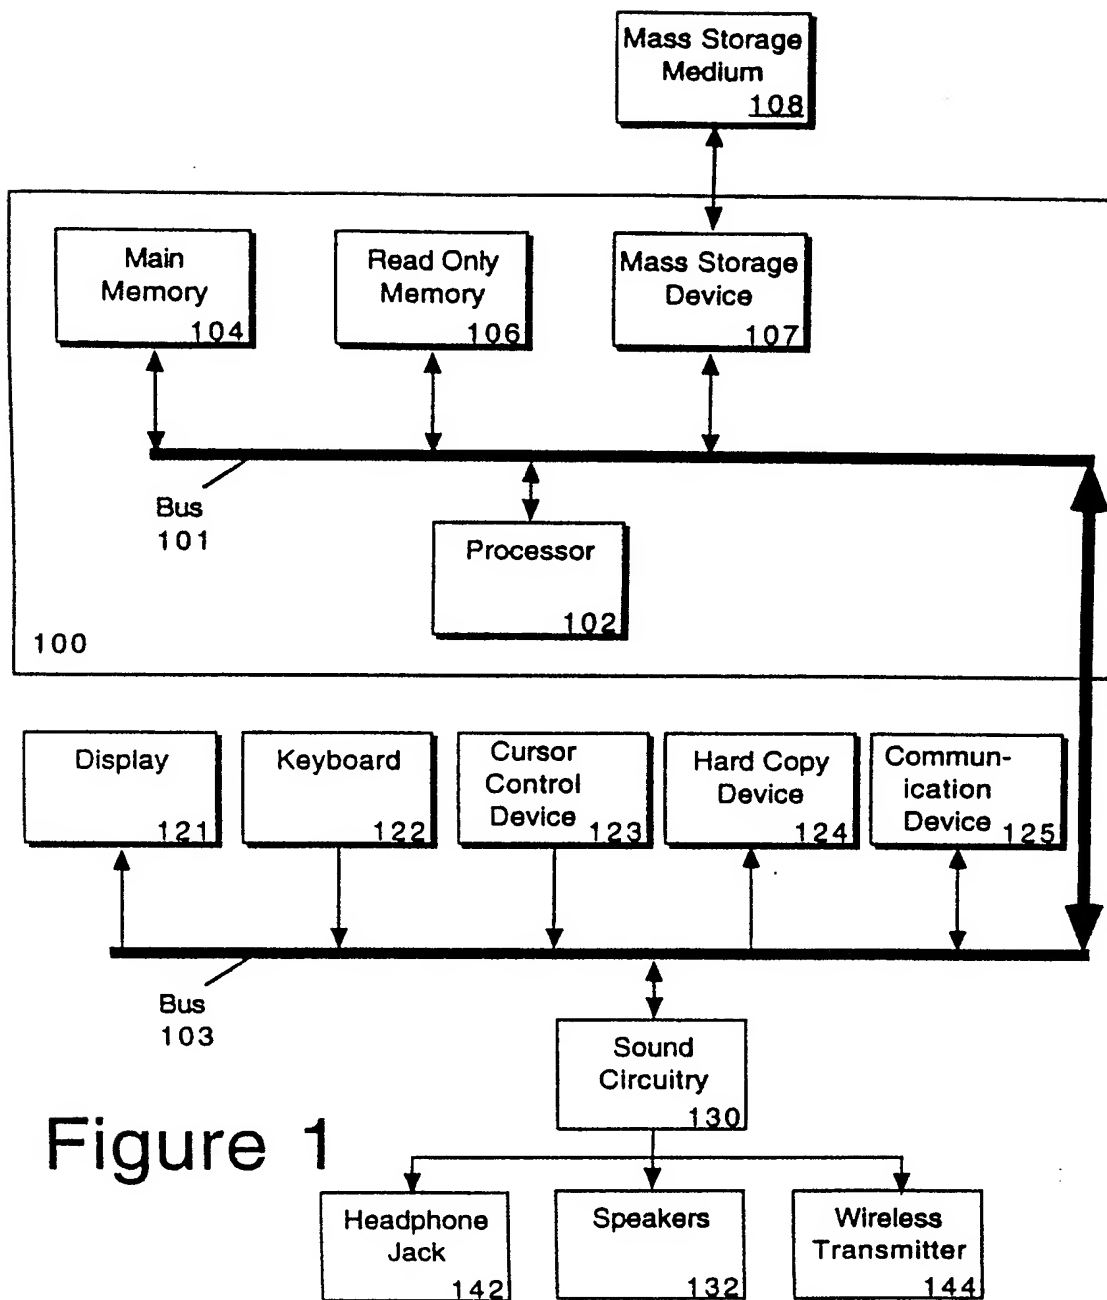 Mass Storage
Medium
108
Main
Memory
104
Read Only
Memory
106
Mass Storage
Device
107
Bus
101
Processor
102
100
Display
121
Keyboard
122
Cursor
Control
Device
123
Hard Copy
Device
124
Commun-
ication
Device
125
Bus
103
Sound
Circuitry
130
Figure 1
Headphone
Jack
142
Speakers
132
Wireless
Transmitter
144